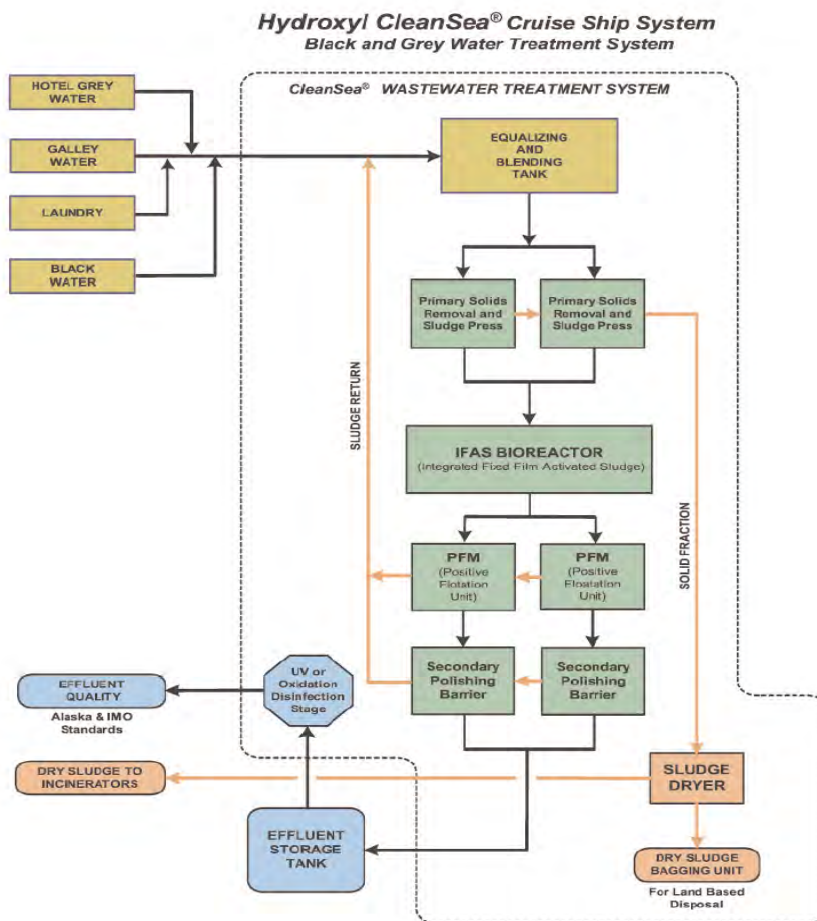 Hydroxyl CleanSea® Cruise Ship System
Black and Grey Water Treatment System
CleanSea® WASTEWATER TREATMENT SYSTEM
HOTEL GREY
WATER
GALLEY
WATER
LAUNDRY
BLACK
WATER
EQUALIZING
AND
BLENDING
TANK
Primary Solids
Removal and
Sludge Press
Primary Solids
Removal and
Sludge Press
SLUDGE RETURN
IFAS BIOREACTOR
(Integrated Fixed Film Activated Sludge)
SOLID FRACTION
PFM
(Positive
Flotation
Unit)
PFM
(Positive
Floatation
Unit)
Secondary
Polishing
Barrier
Secondary
Polishing
Barrier
UV or
Oxidation
Disinfection
Stage
EFFLUENT
QUALITY
Alaska & IMO
Standards
DRY SLUDGE TO
INCINERATORS
SLUDGE
DRYER
EFFLUENT
STORAGE
TANK
DRY SLUDGE
BAGGING UNIT
For Land Based
Disposal